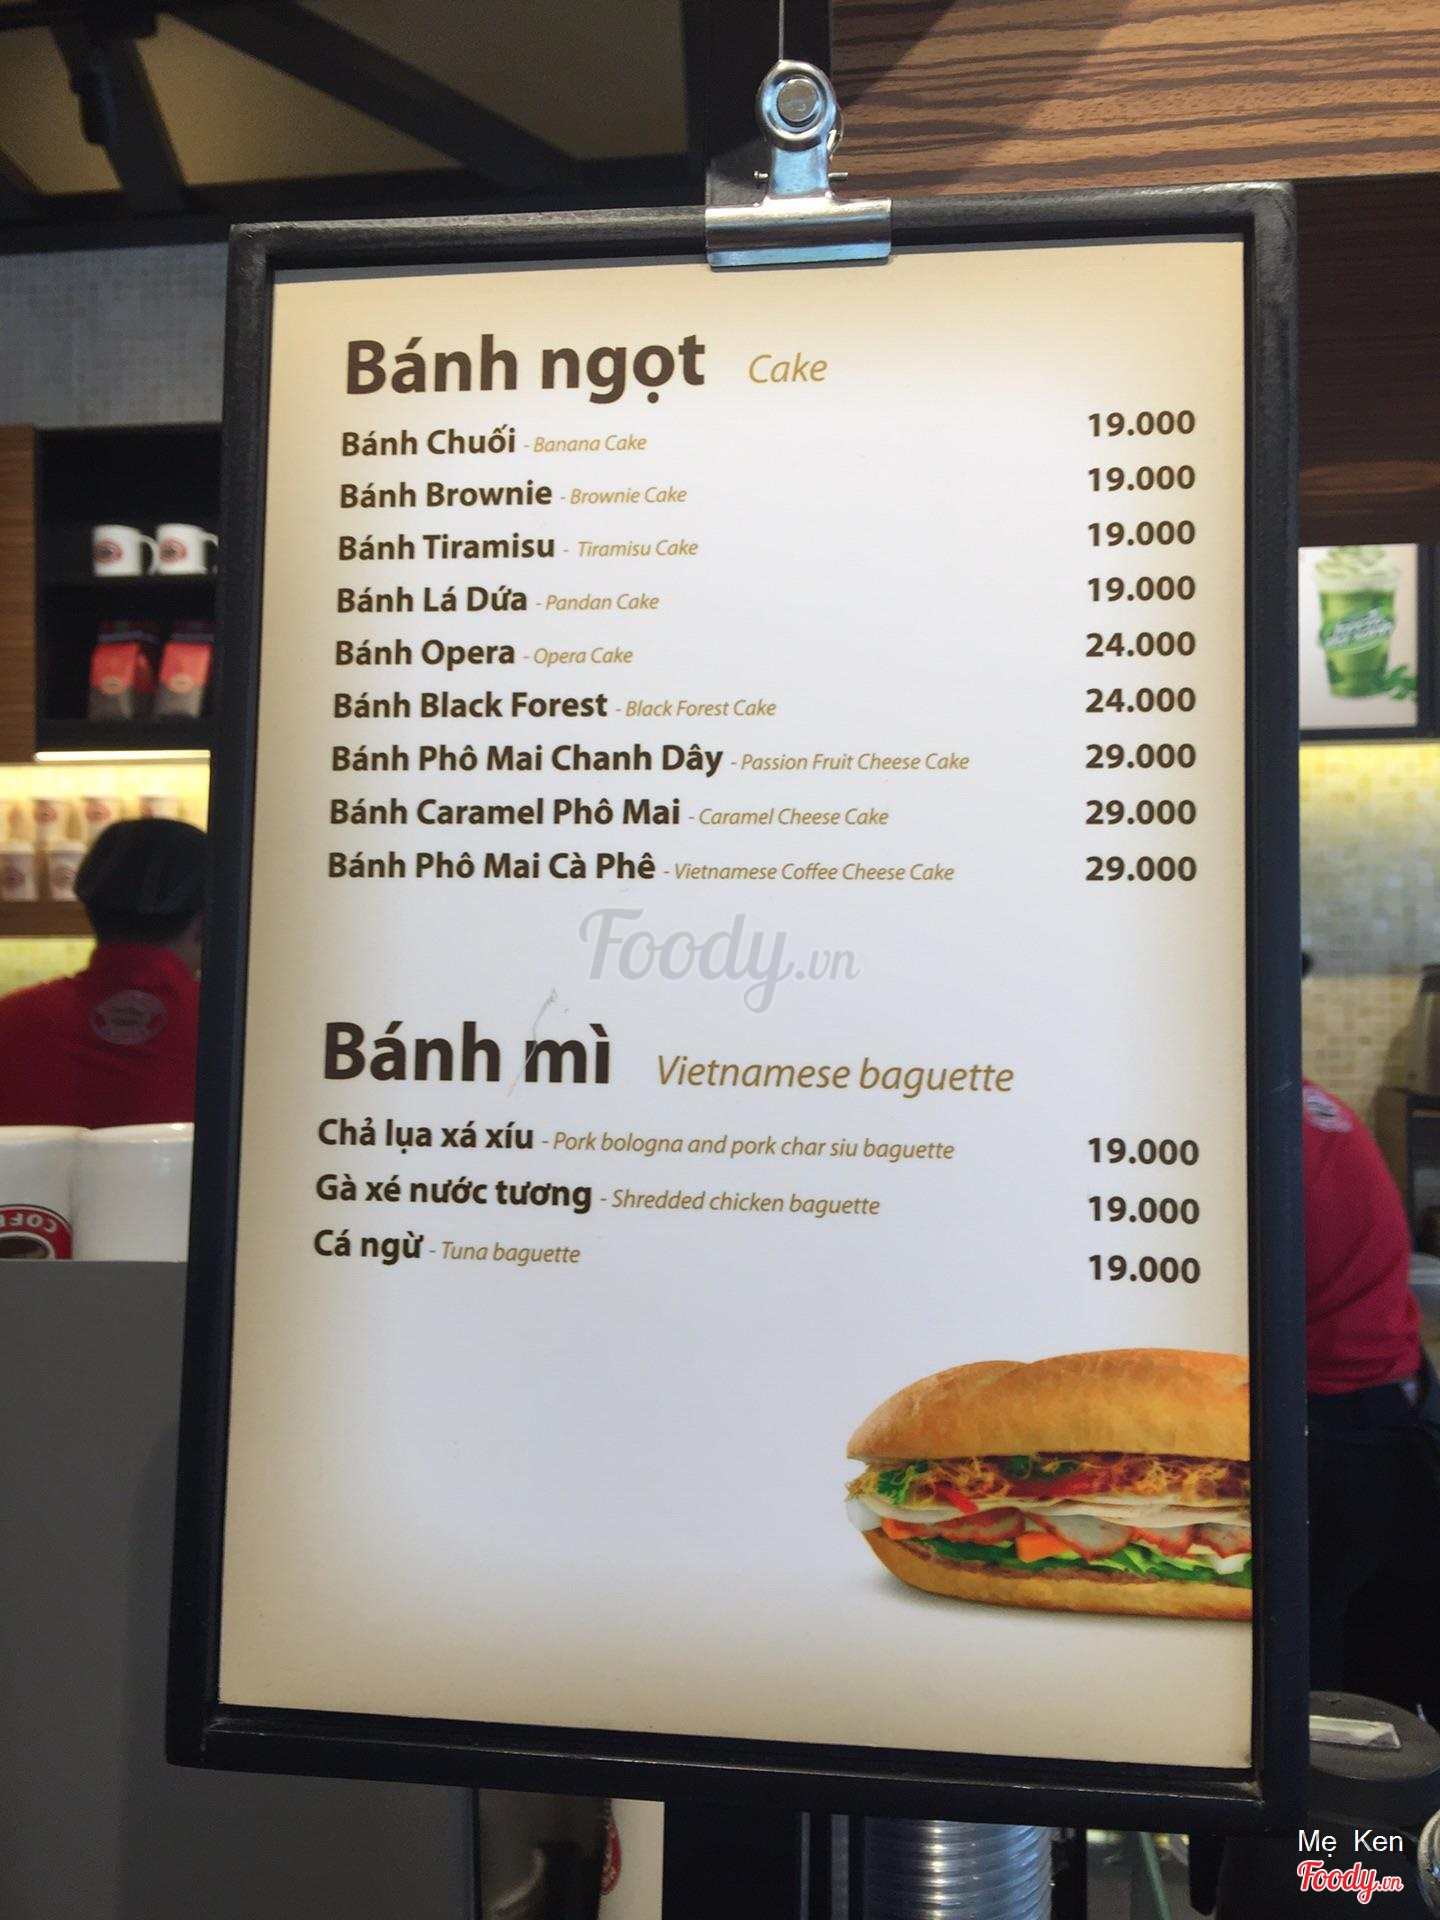 Bánh ngọt Cake
Bánh Chuối - Banana Cake 19.000
Bánh Brownie - Brownie Cake 19.000
Bánh Tiramisu - Tiramisu Cake 19.000
Bánh Lá Dứa - Pandan Cake 19.000
Bánh Opera - Opera Cake 24.000
Bánh Black Forest - Black Forest Cake 24.000
Bánh Phô Mai Chanh Dây - Passion Fruit Cheese Cake 29.000
Bánh Caramel Phô Mai - Caramel Cheese Cake 29.000
Bánh Phô Mai Cà Phê - Vietnamese Coffee Cheese Cake 29.000
Foody.vn
Bánh mì Vietnamese baguette
Chả lụa xá xíu - Pork bologna and pork char siu baguette 19.000
Gà xé nước tương - Shredded chicken baguette 19.000
Cá ngừ - Tuna baguette 19.000
Mẹ Ken
Foody.vn